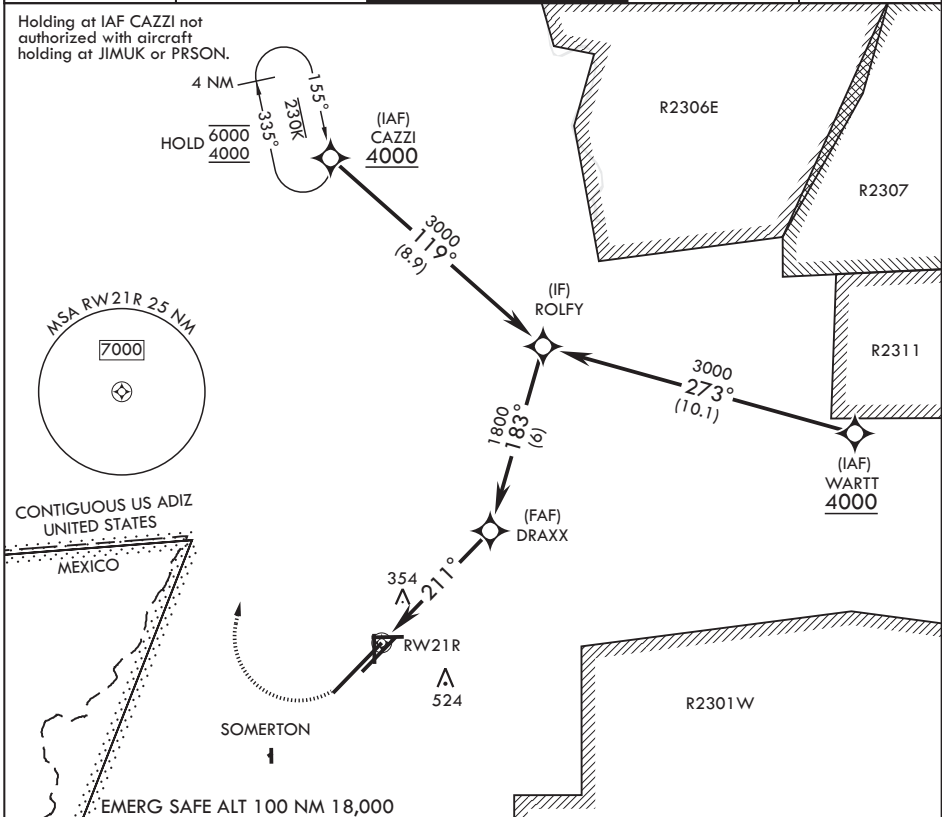 Holding at IAF CAZZI not
authorized with aircraft
holding at JIMUK or PRSON.
4 NM
155°
230K
335°
HOLD 6000
4000
(IAF)
CAZZI
4000
R2306E
R2307
3000
119°
(8.9)
(IF)
ROLFY
MSA RW21R 25 NM
7000
R2311
3000
273°
(10.1)
1800
183°
(6)
(IAF)
WARTT
4000
CONTIGUOUS US ADIZ
UNITED STATES
MEXICO
(FAF)
DRAXX
211°
354
RW21R
524
R2301W
SOMERTON
EMERG SAFE ALT 100 NM 18,000